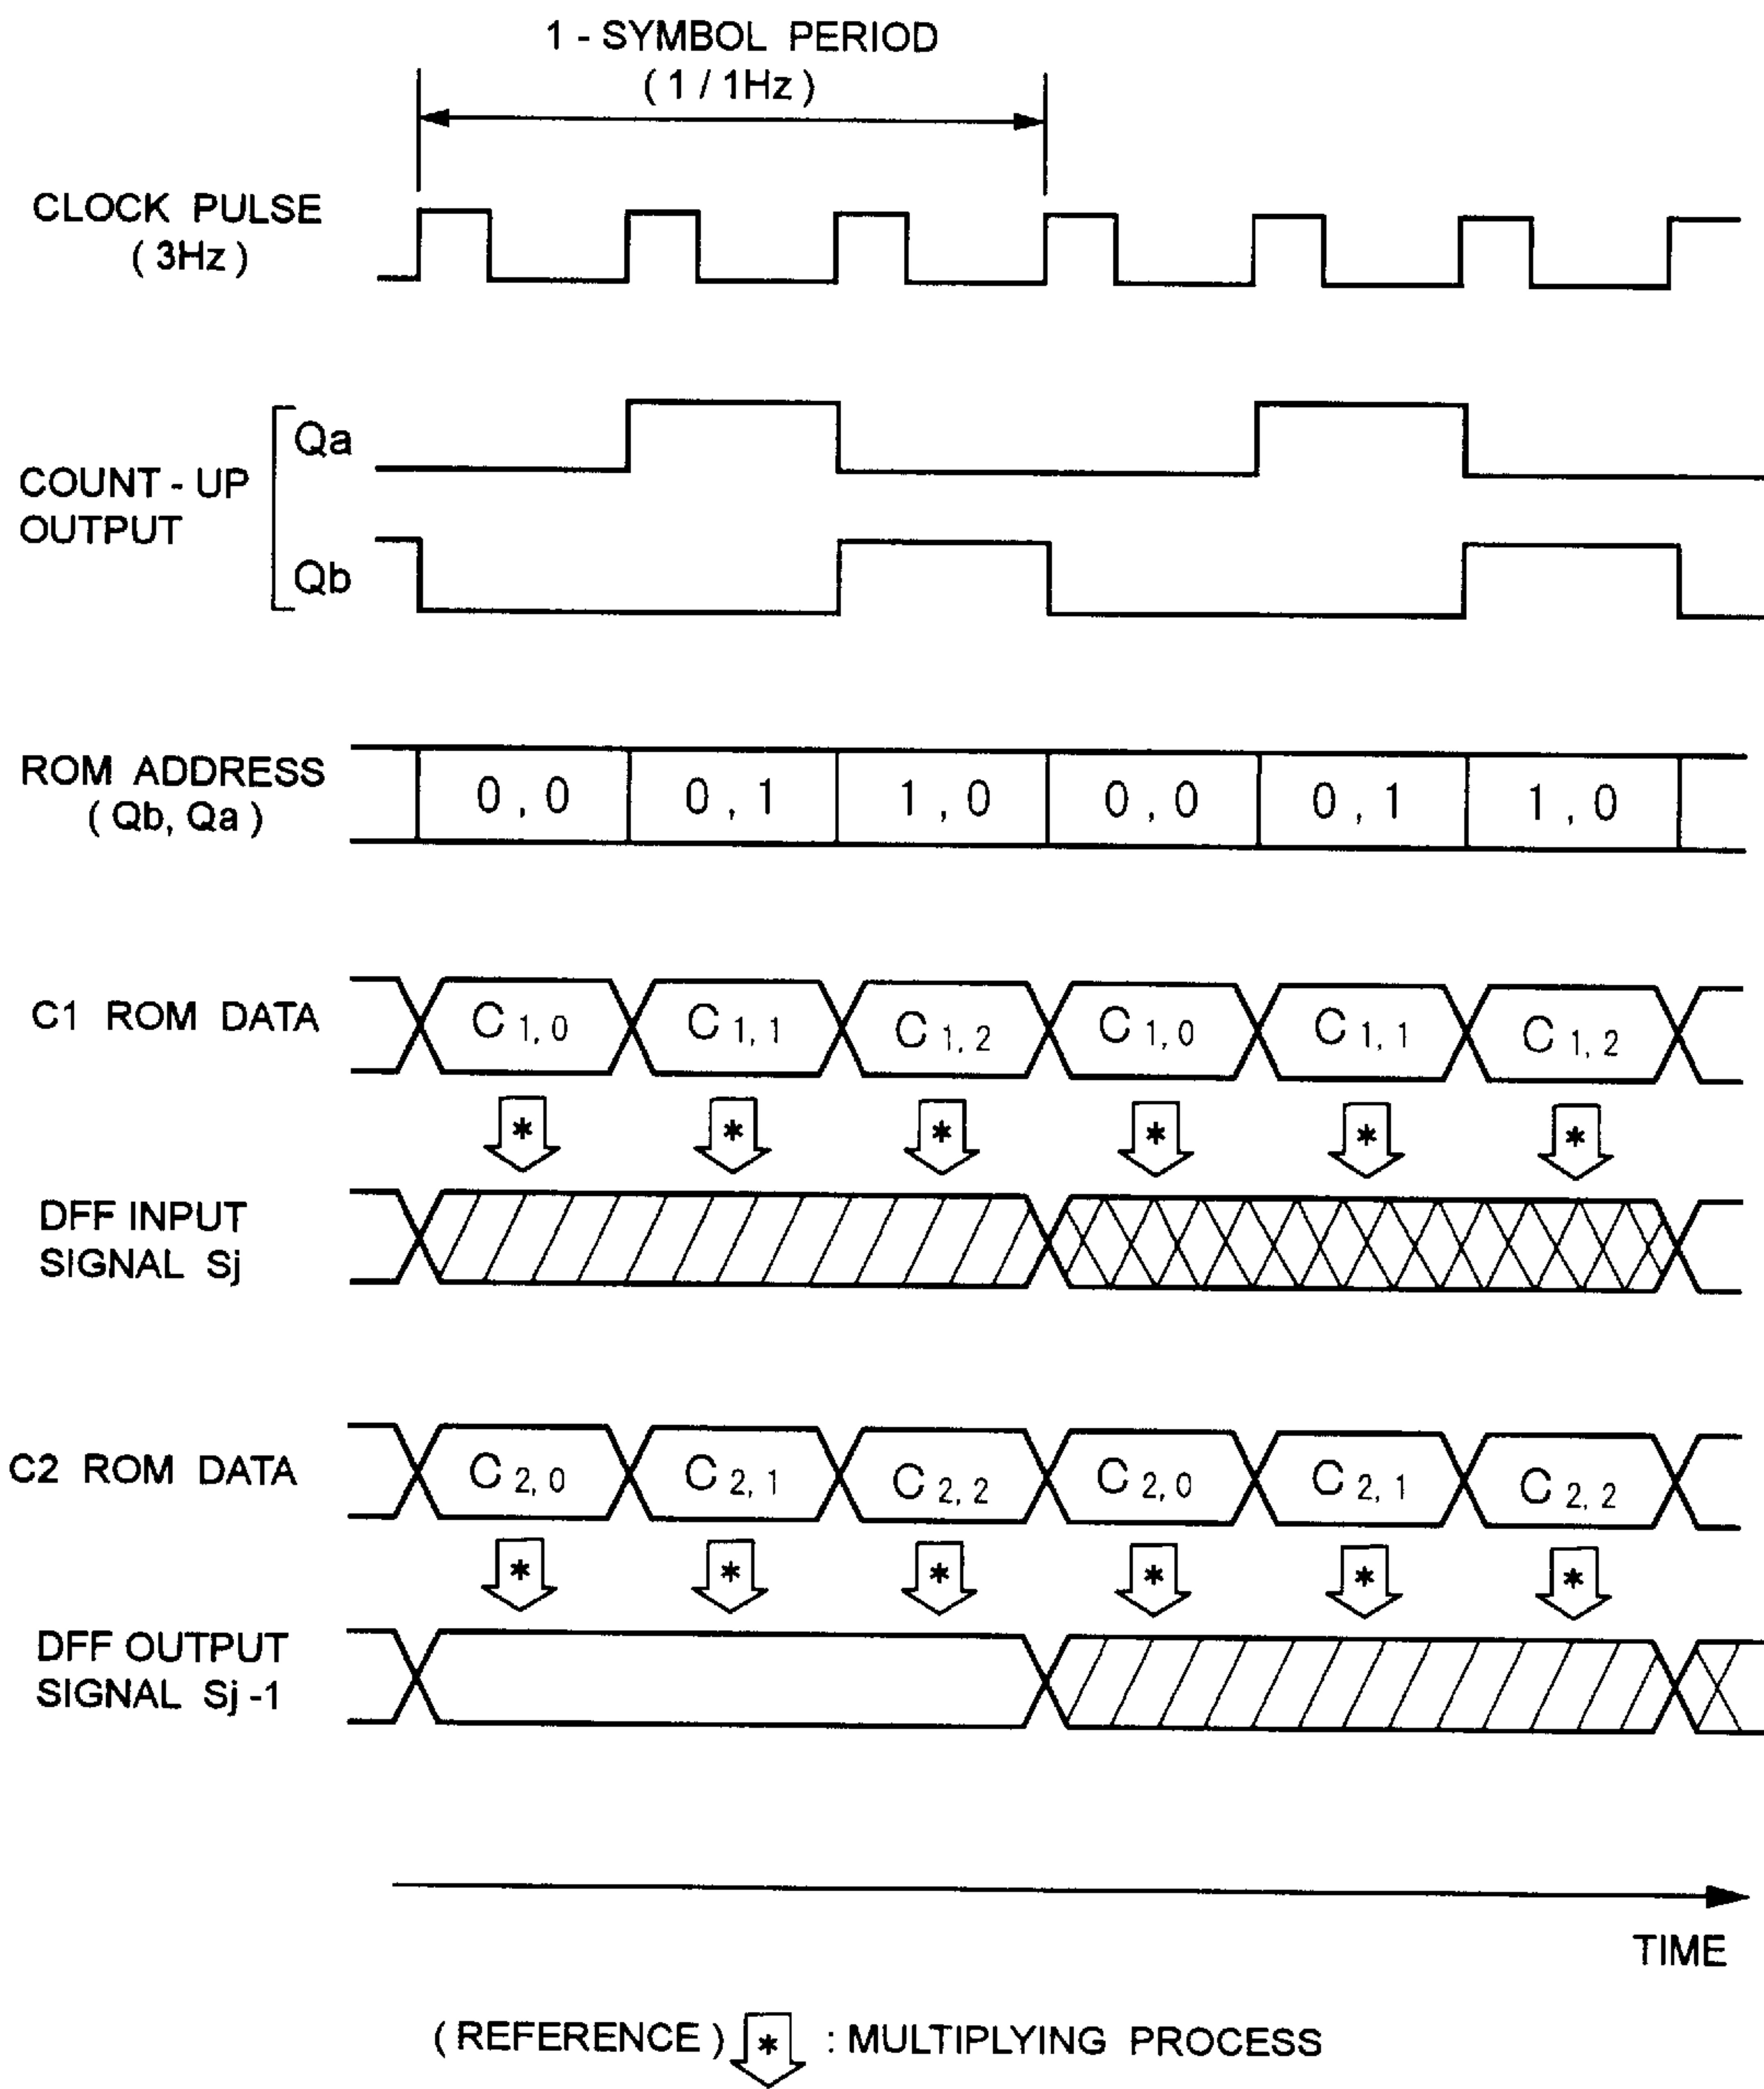 1 - SYMBOL PERIOD
( 1 / 1Hz )
CLOCK PULSE
( 3Hz )
COUNT - UP
OUTPUT
Qa
Qb
ROM ADDRESS
( Qb, Qa )
0 , 0
0 , 1
1 , 0
0 , 0
0 , 1
1 , 0
C1 ROM DATA
C 1, 0
C 1, 1
C 1, 2
C 1, 0
C 1, 1
C 1, 2
* * * * * *
DFF INPUT
SIGNAL Sj
C2 ROM DATA
C 2, 0
C 2, 1
C 2, 2
C 2, 0
C 2, 1
C 2, 2
* * * * * *
DFF OUTPUT
SIGNAL Sj -1
TIME
( REFERENCE ) * : MULTIPLYING PROCESS